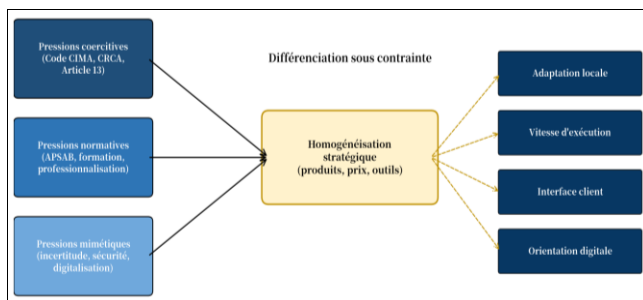 Pressions coercitives
(Code CIMA, CRCA,
Article 13)
Différenciation sous contrainte
Adaptation locale
Vitesse d'exécution
Pressions normatives
(APSAB, formation,
professionnalisation)
Homogénéisation
stratégique
(produits, prix, outils)
Interface client
Pressions mimétiques
(incertitude, sécurité,
digitalisation)
Orientation digitale